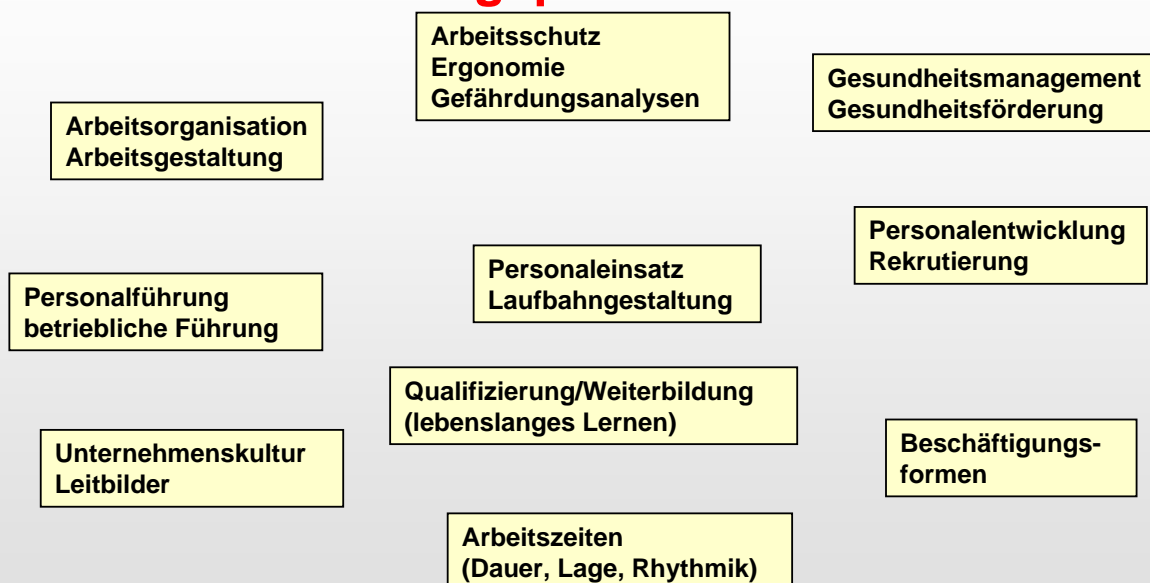 Arbeitsschutz
Ergonomie
Gefährdungsanalysen
Gesundheitsmanagement
Gesundheitsförderung
Arbeitsorganisation
Arbeitsgestaltung
Personalentwicklung
Rekrutierung
Personaleinsatz
Laufbahngestaltung
Personalführung
betriebliche Führung
Qualifizierung/Weiterbildung
(lebenslanges Lernen)
Beschäftigungs-
formen
Unternehmenskultur
Leitbilder
Arbeitszeiten
(Dauer, Lage, Rhythmik)